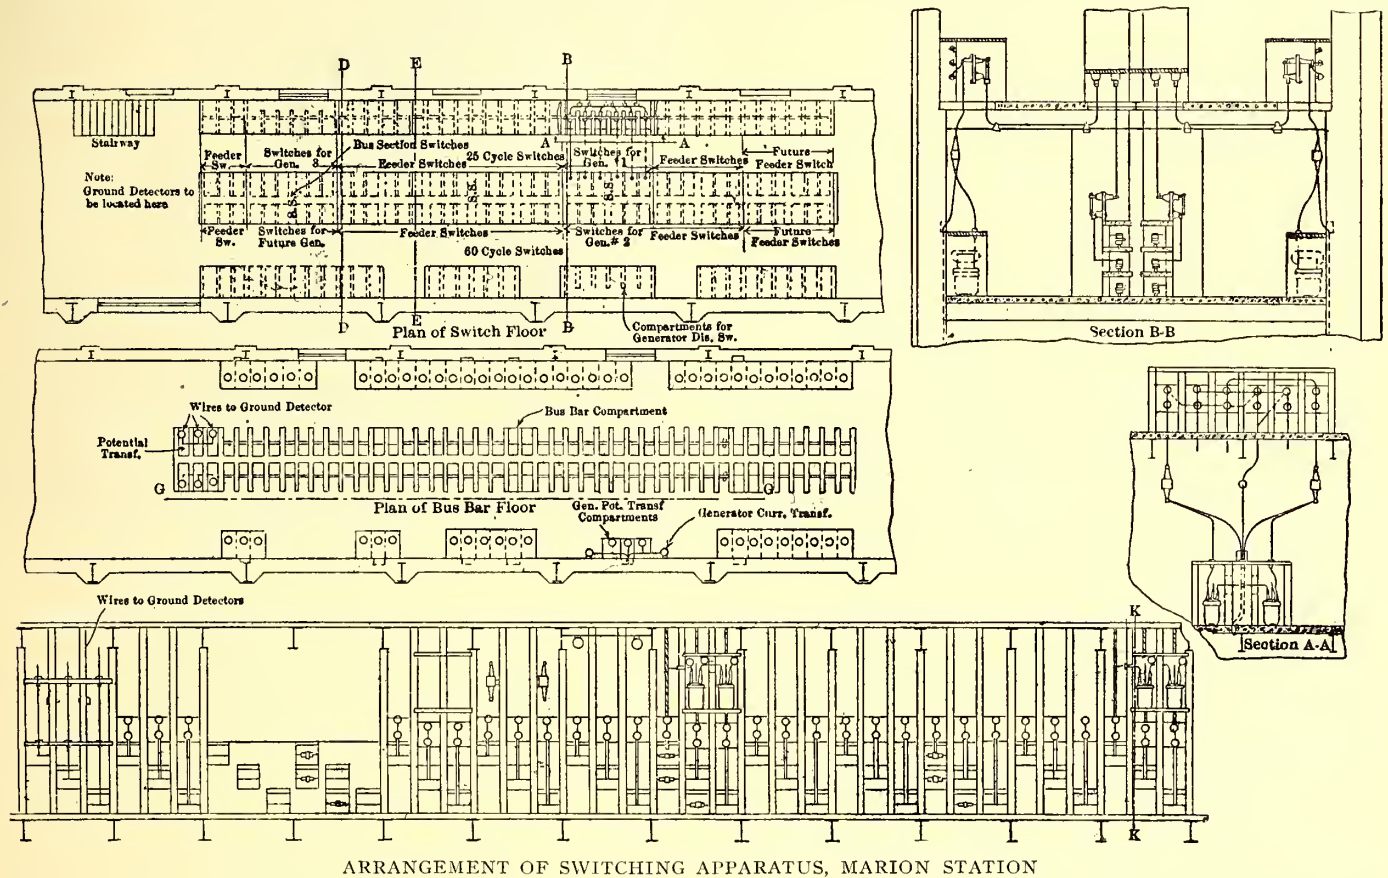 D
E
B
Stairway
Bus Section Switches
A
A
Feeder
Sw.
Switches for
Gen. 3
25 Cycle Switches
Feeder Switches
Switches for
Gen. #1
Feeder Switches
Future
Feeder Switch
Note:
Ground Detectors to
be located here
S.S.
S.S.
Feeder
Sw.
Switches for
Future Gen.
Feeder Switches
Switches for
Gen.# 2
Feeder Switches
Future
Feeder Switches
60 Cycle Switches
D
E
B
Plan of Switch Floor
Compartments for
Generator Dis. Sw.
Section B-B
Wires to Ground Detector
Bus Bar Compartment
Potential
Transf.
G
G
Plan of Bus Bar Floor
Gen. Pot. Transf
Compartments
Generator Curr. Transf.
Wires to Ground Detectors
K
Section A-A
K
ARRANGEMENT OF SWITCHING APPARATUS, MARION STATION